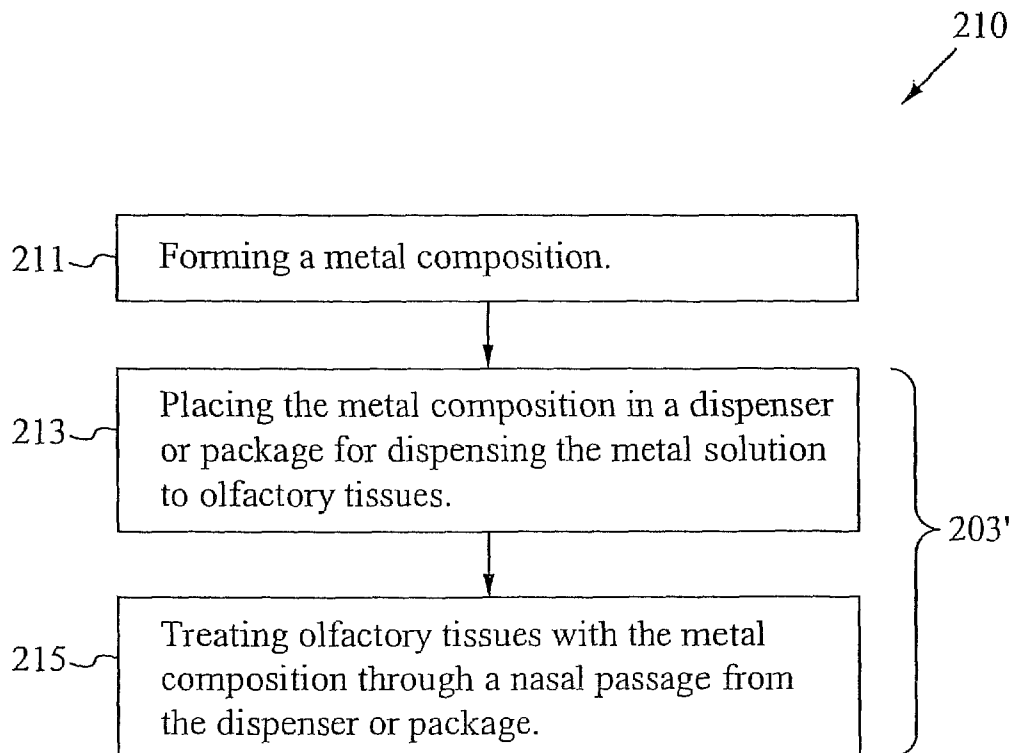 210
211
Forming a metal composition.
213
Placing the metal composition in a dispenser
or package for dispensing the metal solution
to olfactory tissues.
203'
215
Treating olfactory tissues with the metal
composition through a nasal passage from
the dispenser or package.